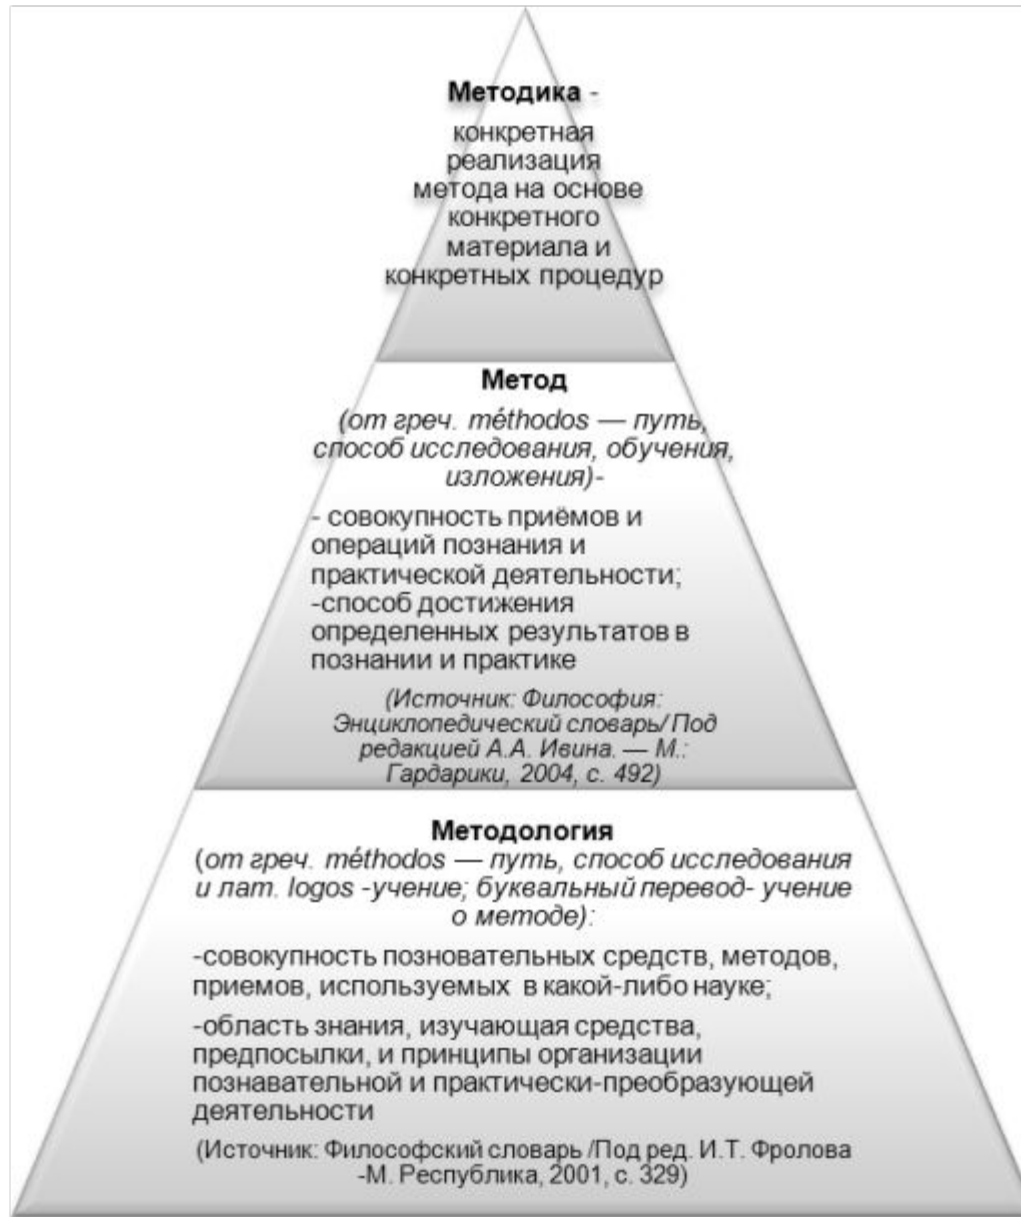 Методика -
конкретная
реализация
метода на основе
конкретного
материала и
конкретных процедур
Метод
(от греч. méthodos — путь,
способ исследования, обучения,
изложения)-
- совокупность приёмов и
операций познания и
практической деятельности;
-способ достижения
определенных результатов в
познании и практике
(Источник: Философия:
Энциклопедический словарь/ Под
редакцией А.А. Ивина. — М.:
Гардарики, 2004, с. 492)
Методология
(от греч. méthodos — путь, способ исследования
и лат. logos -учение; буквальный перевод- учение
о методе):
-совокупность позновательных средств, методов,
приемов, используемых в какой-либо науке;
-область знания, изучающая средства,
предпосылки, и принципы организации
познавательной и практически-преобразующей
деятельности
(Источник: Философский словарь /Под ред. И.Т. Фролова
-М. Республика, 2001, с. 329)